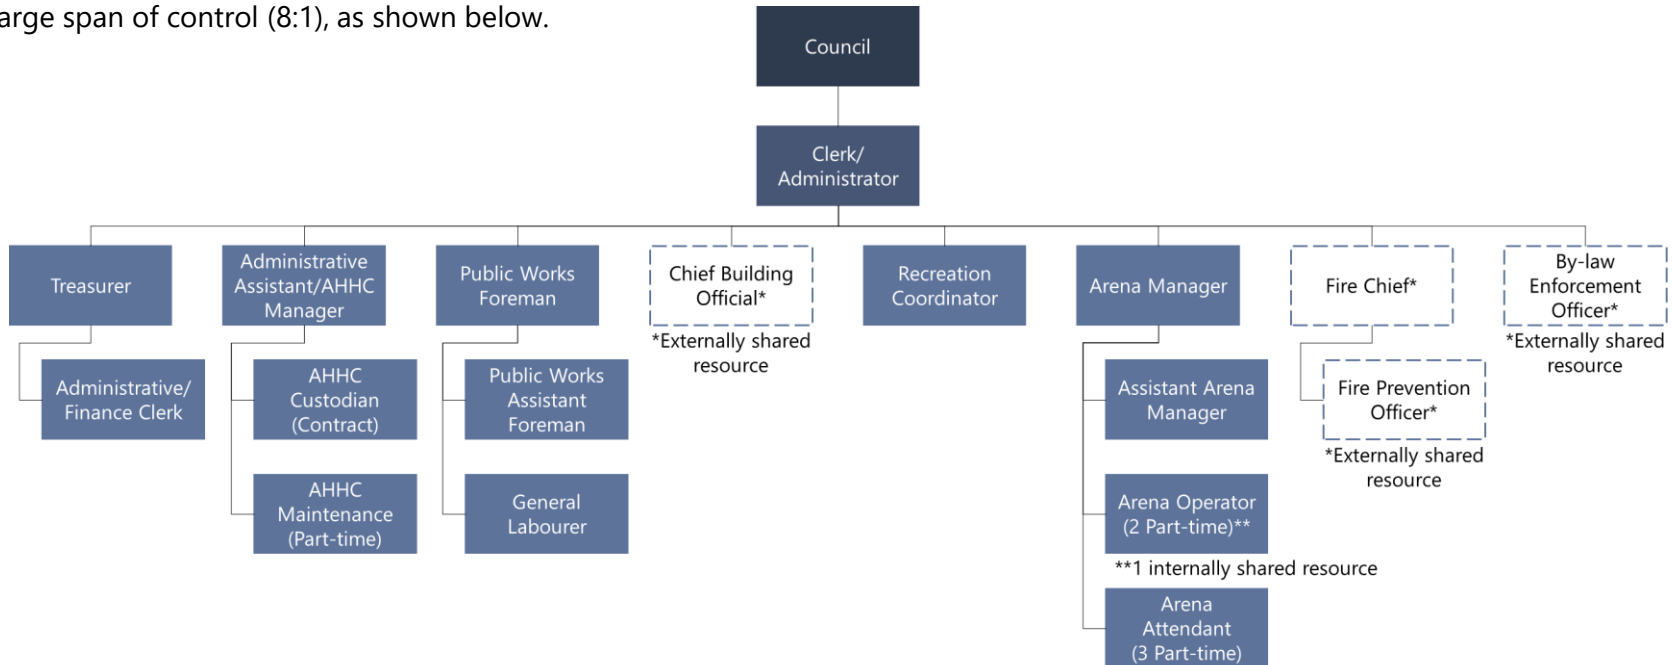 arge span of control (8:1), as shown below.
Council
Clerk/
Administrator
Treasurer
Administrative
Assistant/AHHC
Manager
Public Works
Foreman
Chief Building
Official*
*Externally shared
resource
Recreation
Coordinator
Arena Manager
Fire Chief*
By-law
Enforcement
Officer*
*Externally shared
resource
Administrative/
Finance Clerk
AHHC
Custodian
(Contract)
Public Works
Assistant
Foreman
Assistant Arena
Manager
Fire Prevention
Officer*
*Externally shared
resource
AHHC
Maintenance
(Part-time)
General
Labourer
Arena Operator
(2 Part-time)**
**1 internally shared resource
Arena
Attendant
(3 Part-time)